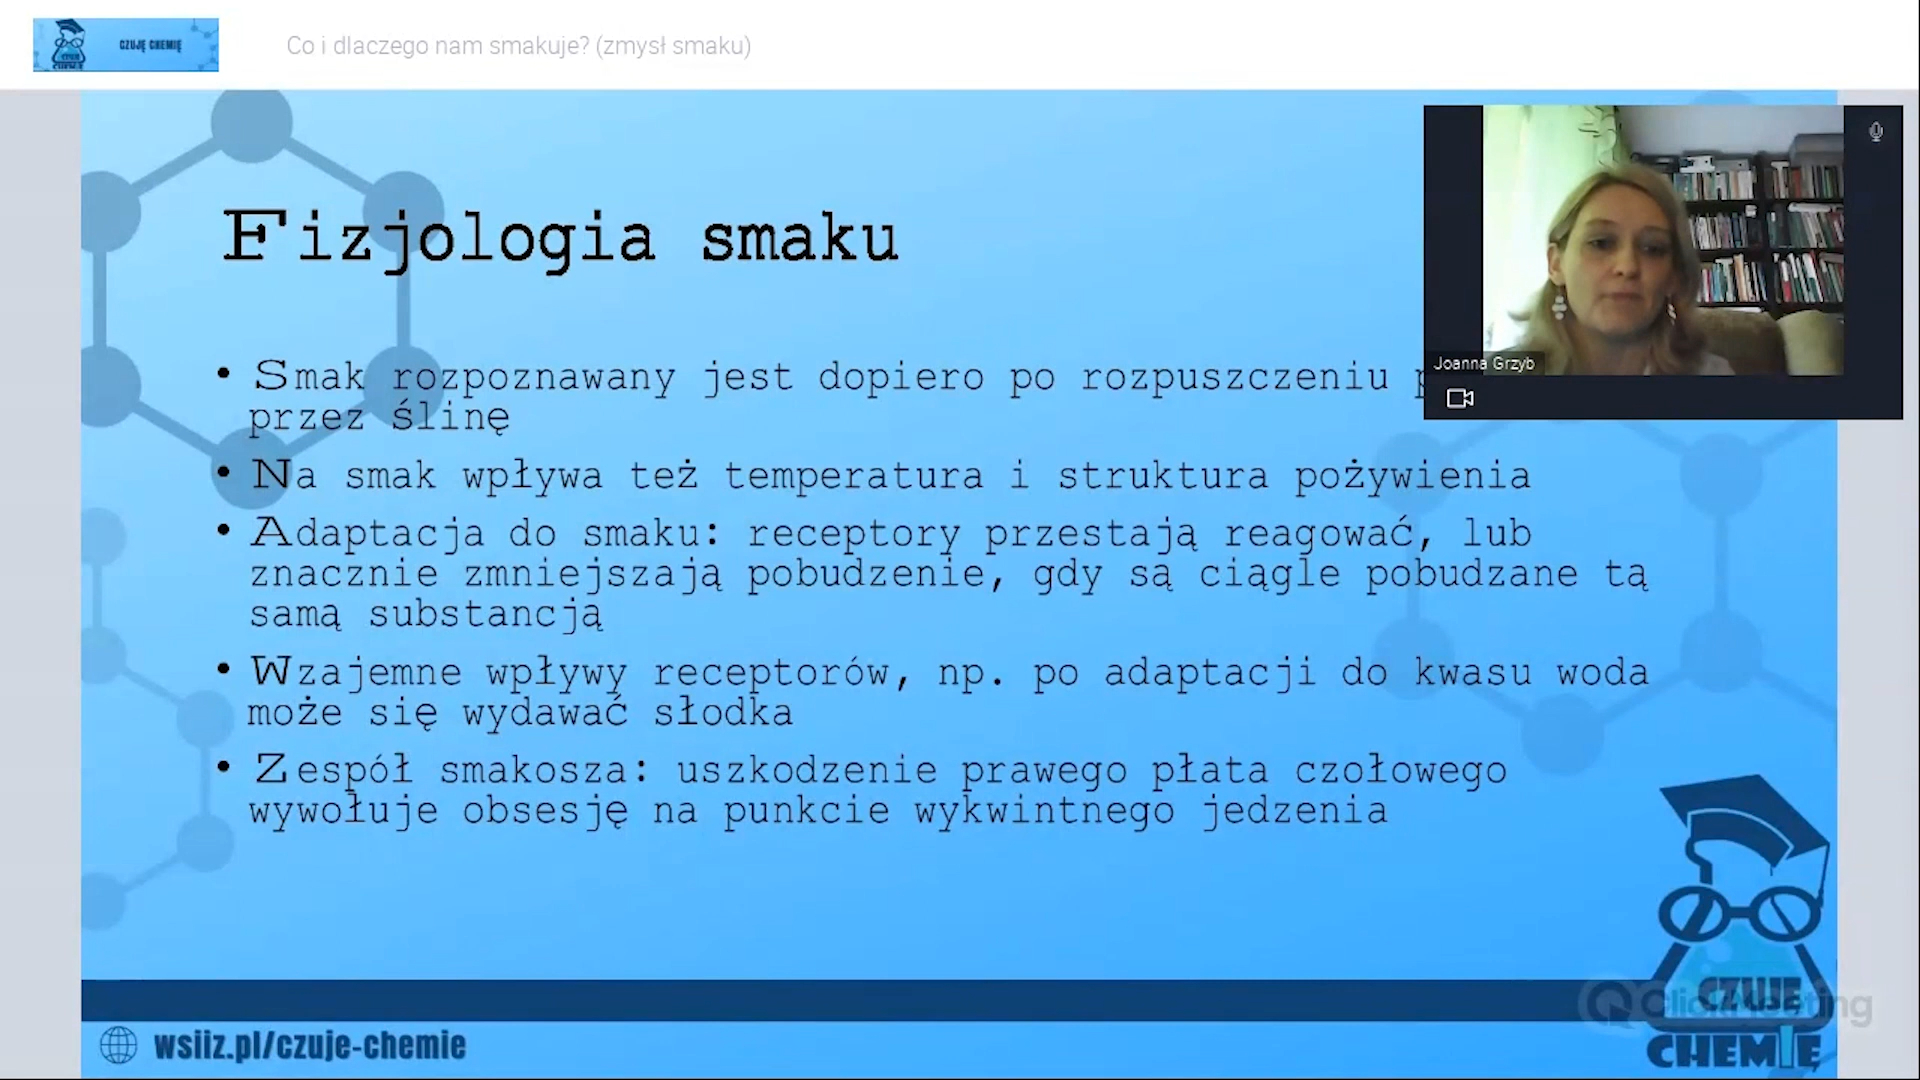 CZUJĘ CHEMIĘ
Co i dlaczego nam smakuje? (zmysł smaku)
Fizjologia smaku
• Smak rozpoznawany jest dopiero po rozpuszczeniu
przez ślinę
• Na smak wpływa też temperatura i struktura pożywienia
• Adaptacja do smaku: receptory przestają reagować, lub
znacznie zmniejszają pobudzenie, gdy są ciągle pobudzane tą
samą substancją
• Wzajemne wpływy receptorów, np. po adaptacji do kwasu woda
może się wydawać słodka
• Zespół smakosza: uszkodzenie prawego płata czołowego
wywołuje obsesję na punkcie wykwintnego jedzenia
Joanna Grzyb
wsiiz.pl/czuje-chemie
CZUJĘ
CHEMIĘ
ClickMeeting